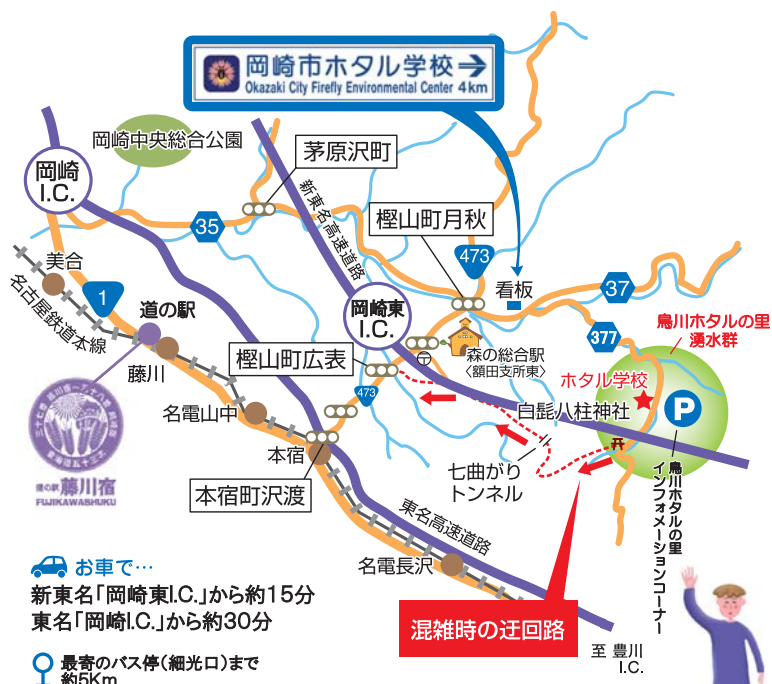 岡崎市ホタル学校
Okazaki City Firefly Environmental Center 4km
岡崎中央総合公園
岡崎
I.C.
茅原沢町
新東名高速道路
樫山町月秋
35
473
美合
名古屋鉄道本線
1
道の駅
藤川
岡崎東
I.C.
看板
37
377
鳥川ホタルの里
湧水群
樫山町広表
森の総合駅
〈額田支所東〉
ホタル学校
473
名電山中
白髭八柱神社
P
本宿
七曲がり
トンネル
本宿町沢渡
道の駅 藤川宿
FUJIKAWASHUKU
鳥川ホタルの里
インフォメーションコーナー
東名高速道路
名電長沢
お車で…
新東名「岡崎東I.C.」から約15分
東名「岡崎I.C.」から約30分
混雑時の迂回路
至 豊川
I.C.
最寄のバス停(細光口)まで
約5Km